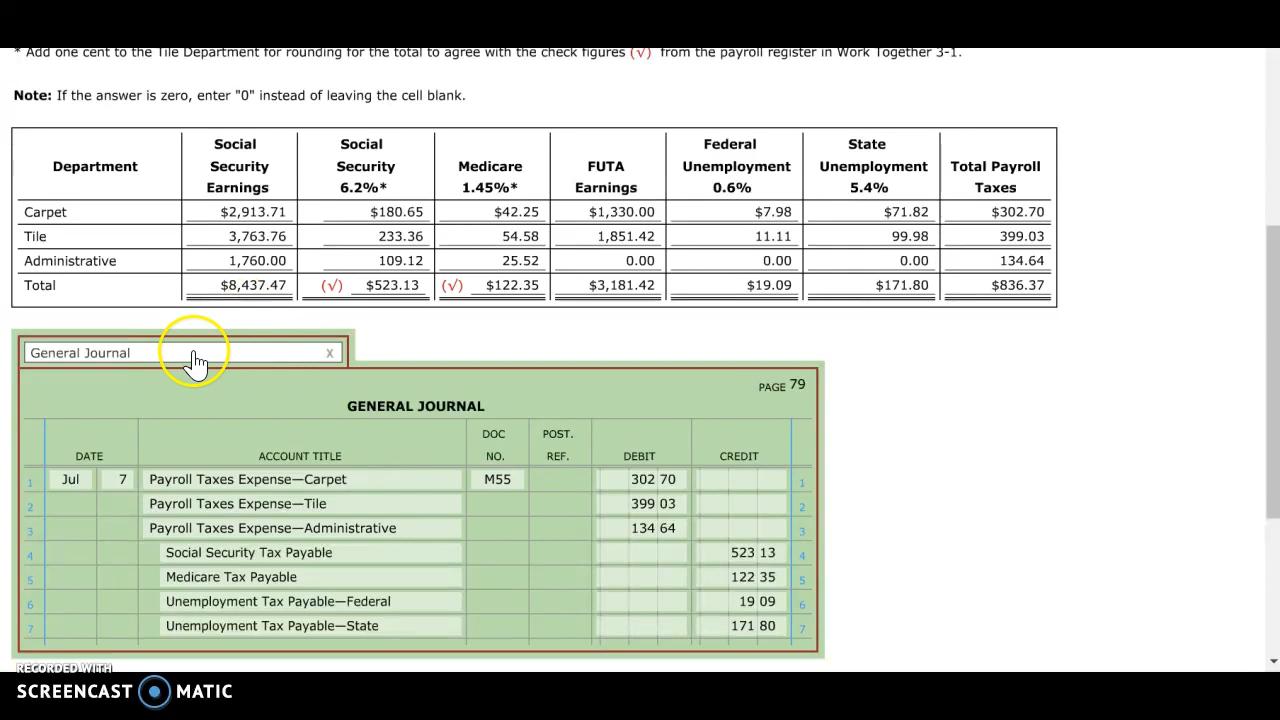 * Add one cent to the Tile Department for rounding for the total to agree with the check figures (√) from the payroll register in Work Together 3-1.
Note: If the answer is zero, enter "0" instead of leaving the cell blank.
Department Social Security Earnings Social Security 6.2%* Medicare 1.45%* FUTA Earnings Federal Unemployment 0.6% State Unemployment 5.4% Total Payroll Taxes
Carpet $2,913.71 $180.65 $42.25 $1,330.00 $7.98 $71.82 $302.70
Tile 3,763.76 233.36 54.58 1,851.42 11.11 99.98 399.03
Administrative 1,760.00 109.12 25.52 0.00 0.00 0.00 134.64
Total $8,437.47 (√) $523.13 (√) $122.35 $3,181.42 $19.09 $171.80 $836.37
General Journal X
PAGE 79
GENERAL JOURNAL
DATE ACCOUNT TITLE DOC NO. POST. REF. DEBIT CREDIT
1 Jul 7 Payroll Taxes Expense—Carpet M55 302 70 1
2 Payroll Taxes Expense—Tile 399 03 2
3 Payroll Taxes Expense—Administrative 134 64 3
4 Social Security Tax Payable 523 13 4
5 Medicare Tax Payable 122 35 5
6 Unemployment Tax Payable—Federal 19 09 6
7 Unemployment Tax Payable—State 171 80 7
RECORDED WITH
SCREENCAST MATIC